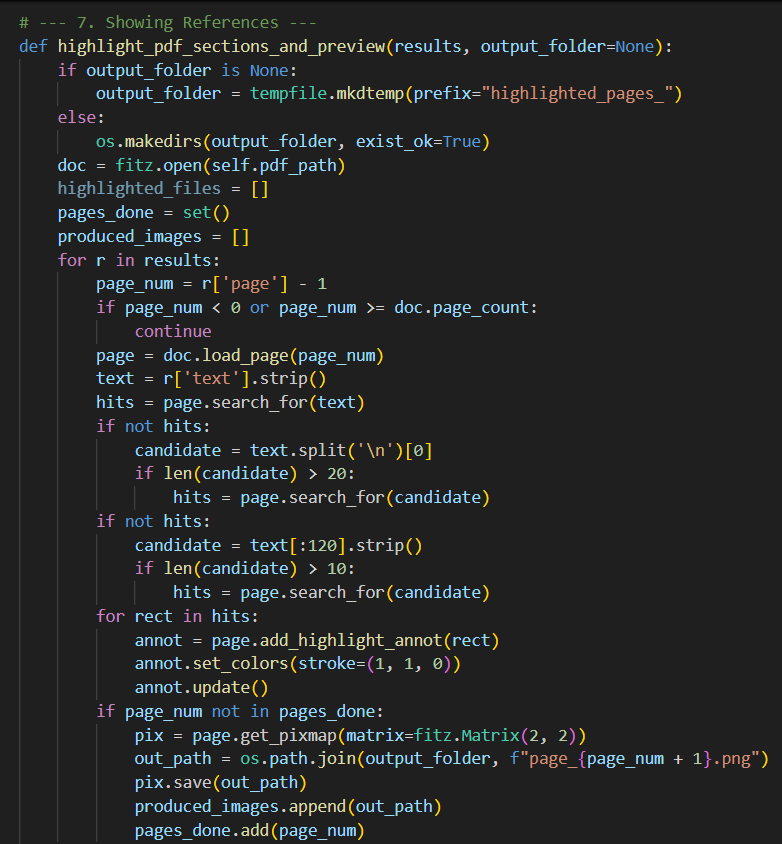 # --- 7. Showing References ---
def highlight_pdf_sections_and_preview(results, output_folder=None):
    if output_folder is None:
        output_folder = tempfile.mkdtemp(prefix="highlighted_pages_")
    else:
        os.makedirs(output_folder, exist_ok=True)
    doc = fitz.open(self.pdf_path)
    highlighted_files = []
    pages_done = set()
    produced_images = []
    for r in results:
        page_num = r['page'] - 1
        if page_num < 0 or page_num >= doc.page_count:
            continue
        page = doc.load_page(page_num)
        text = r['text'].strip()
        hits = page.search_for(text)
        if not hits:
            candidate = text.split('\n')[0]
            if len(candidate) > 20:
                hits = page.search_for(candidate)
        if not hits:
            candidate = text[:120].strip()
            if len(candidate) > 10:
                hits = page.search_for(candidate)
        for rect in hits:
            annot = page.add_highlight_annot(rect)
            annot.set_colors(stroke=(1, 1, 0))
            annot.update()
        if page_num not in pages_done:
            pix = page.get_pixmap(matrix=fitz.Matrix(2, 2))
            out_path = os.path.join(output_folder, f"page_{page_num + 1}.png")
            pix.save(out_path)
            produced_images.append(out_path)
            pages_done.add(page_num)